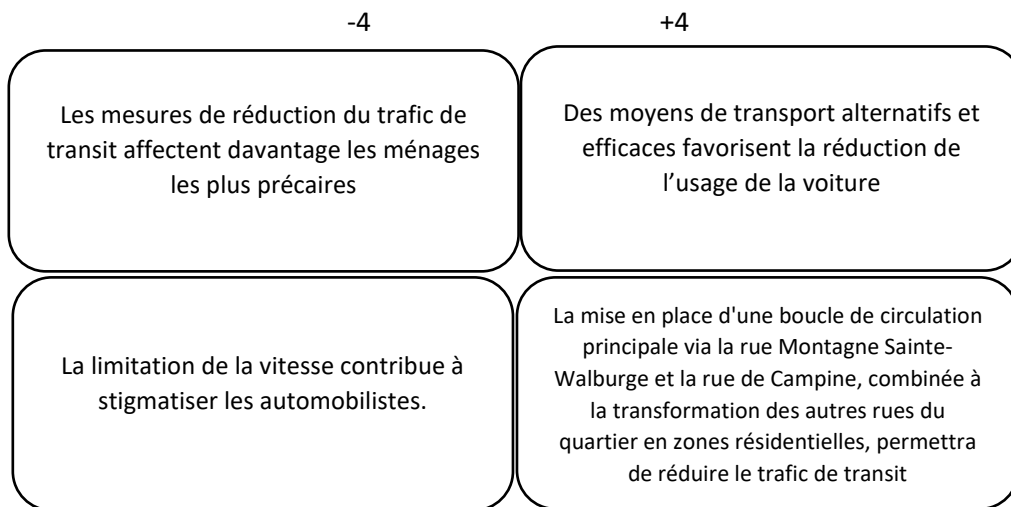 -4
+4
Les mesures de réduction du trafic de
transit affectent davantage les ménages
les plus précaires
Des moyens de transport alternatifs et
efficaces favorisent la réduction de
l’usage de la voiture
La limitation de la vitesse contribue à
stigmatiser les automobilistes.
La mise en place d'une boucle de circulation
principale via la rue Montagne Sainte-
Walburge et la rue de Campine, combinée à
la transformation des autres rues du
quartier en zones résidentielles, permettra
de réduire le trafic de transit